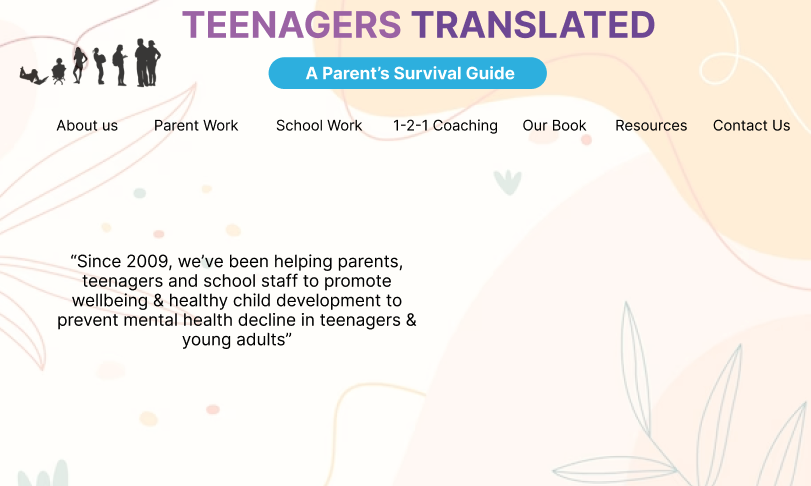 TEENAGERS TRANSLATED
A Parent’s Survival Guide
About us Parent Work School Work 1-2-1 Coaching Our Book Resources Contact Us
“Since 2009, we’ve been helping parents,
teenagers and school staff to promote
wellbeing & healthy child development to
prevent mental health decline in teenagers &
young adults”